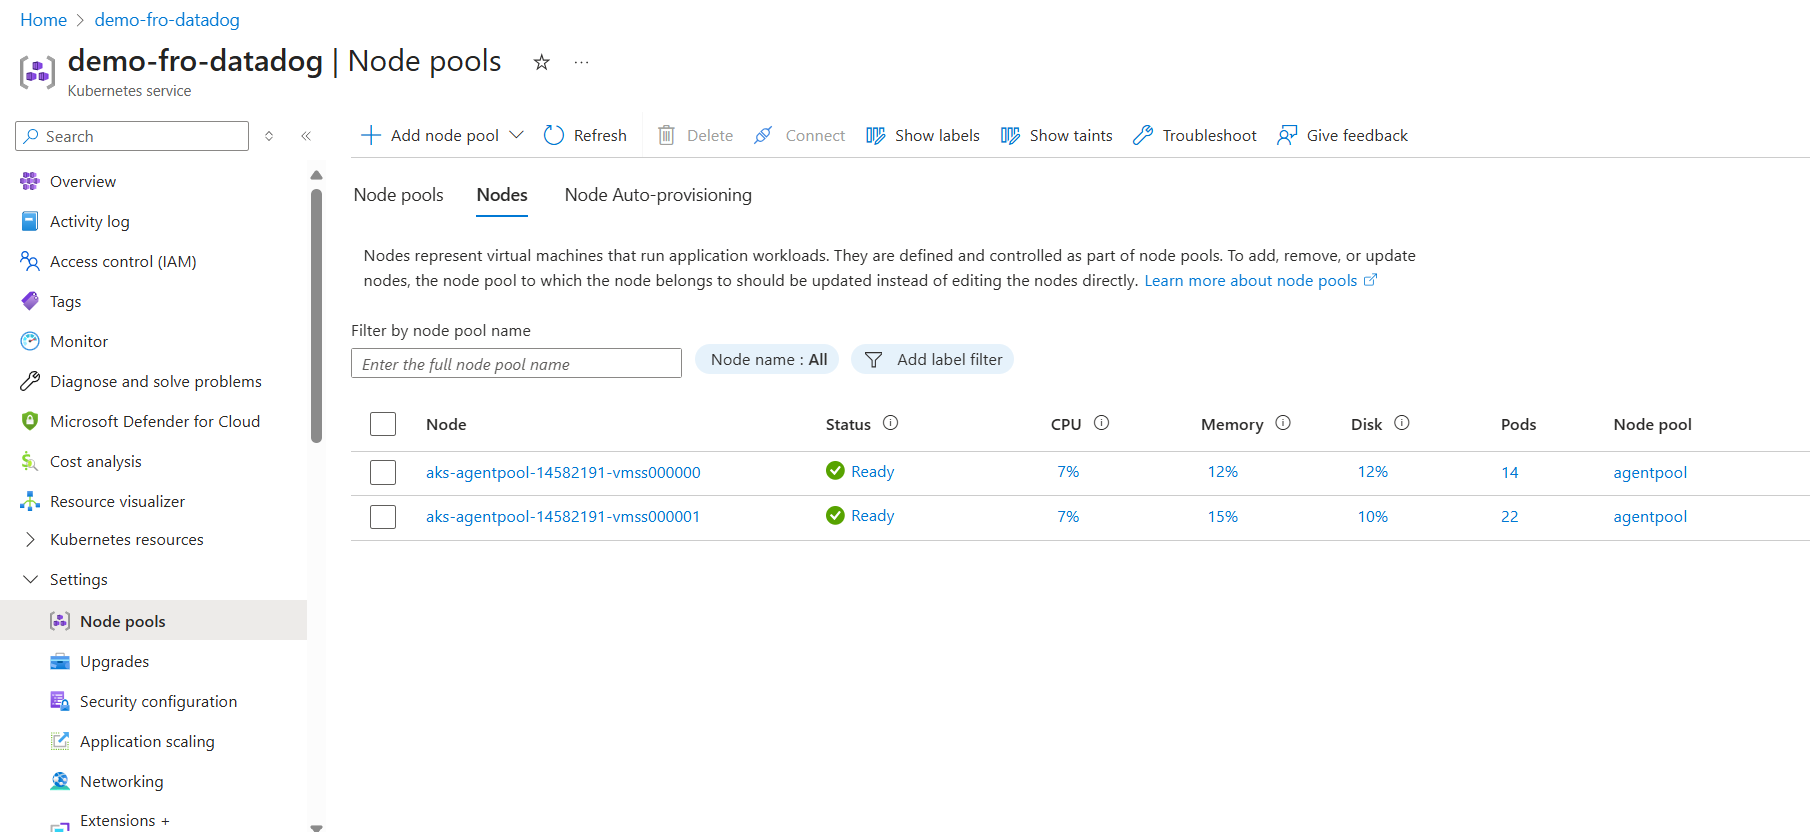 Home > demo-fro-datadog
demo-fro-datadog | Node pools
Kubernetes service
Search
Add node pool
Refresh
Delete
Connect
Show labels
Show taints
Troubleshoot
Give feedback
Overview
Activity log
Access control (IAM)
Tags
Monitor
Diagnose and solve problems
Microsoft Defender for Cloud
Cost analysis
Resource visualizer
Kubernetes resources
Settings
Node pools
Upgrades
Security configuration
Application scaling
Networking
Extensions +
Node pools
Nodes
Node Auto-provisioning
Nodes represent virtual machines that run application workloads. They are defined and controlled as part of node pools. To add, remove, or update
nodes, the node pool to which the node belongs to should be updated instead of editing the nodes directly. Learn more about node pools
Filter by node pool name
Enter the full node pool name
Node name : All
Add label filter
Node Status CPU Memory Disk Pods Node pool
aks-agentpool-14582191-vmss000000 Ready 7% 12% 12% 14 agentpool
aks-agentpool-14582191-vmss000001 Ready 7% 15% 10% 22 agentpool